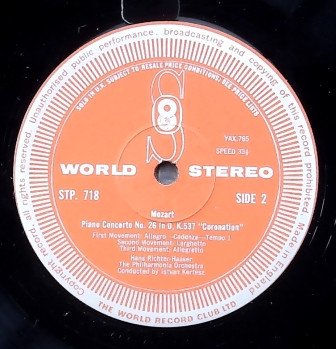 Unauthorised public performance, broadcasting and copying of this record prohibited. Made in England
Copyright record, all rights reserved.
SOLD IN U.K. SUBJECT TO RESALE PRICE CONDITIONS, SEE PRICE LISTS
S
YAX.765
SPEED 33⅓
WORLD STEREO
STP. 718 SIDE 2
Mozart
Piano Concerto No. 26 in D, K.537 "Coronation"
First Movement: Allegro - Cadenza - Tempo I
Second Movement: Larghetto
Third Movement: Allegretto
Hans Richter-Haaser
The Philharmonia Orchestra
Conducted by Istvan Kertesz
THE WORLD RECORD CLUB LTD